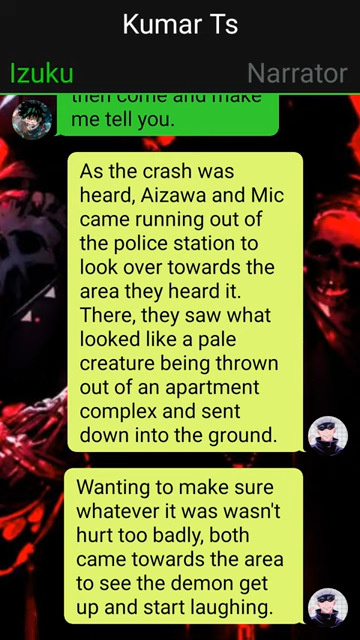 Kumar Ts
Izuku
Narrator
then come and make
me tell you.
As the crash was
heard, Aizawa and Mic
came running out of
the police station to
look over towards the
area they heard it.
There, they saw what
looked like a pale
creature being thrown
out of an apartment
complex and sent
down into the ground.
Wanting to make sure
whatever it was wasn't
hurt too badly, both
came towards the area
to see the demon get
up and start laughing.